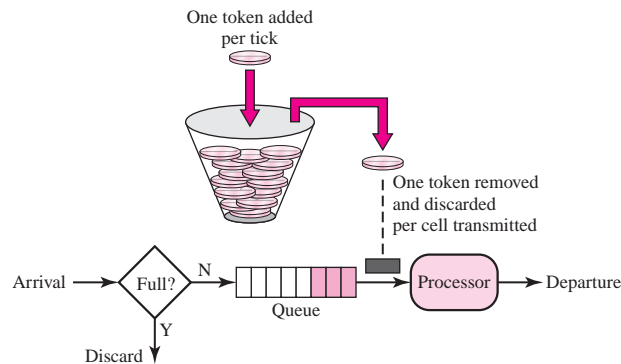 One token added
per tick
One token removed
and discarded
per cell transmitted
Arrival
Full?
N
Queue
Processor
Departure
Y
Discard